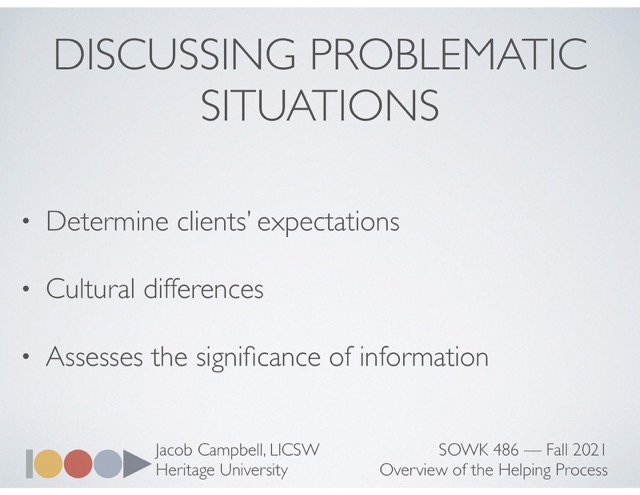 DISCUSSING PROBLEMATIC
SITUATIONS
• Determine clients’ expectations
• Cultural differences
• Assesses the significance of information
Jacob Campbell, LICSW
Heritage University
SOWK 486 — Fall 2021
Overview of the Helping Process